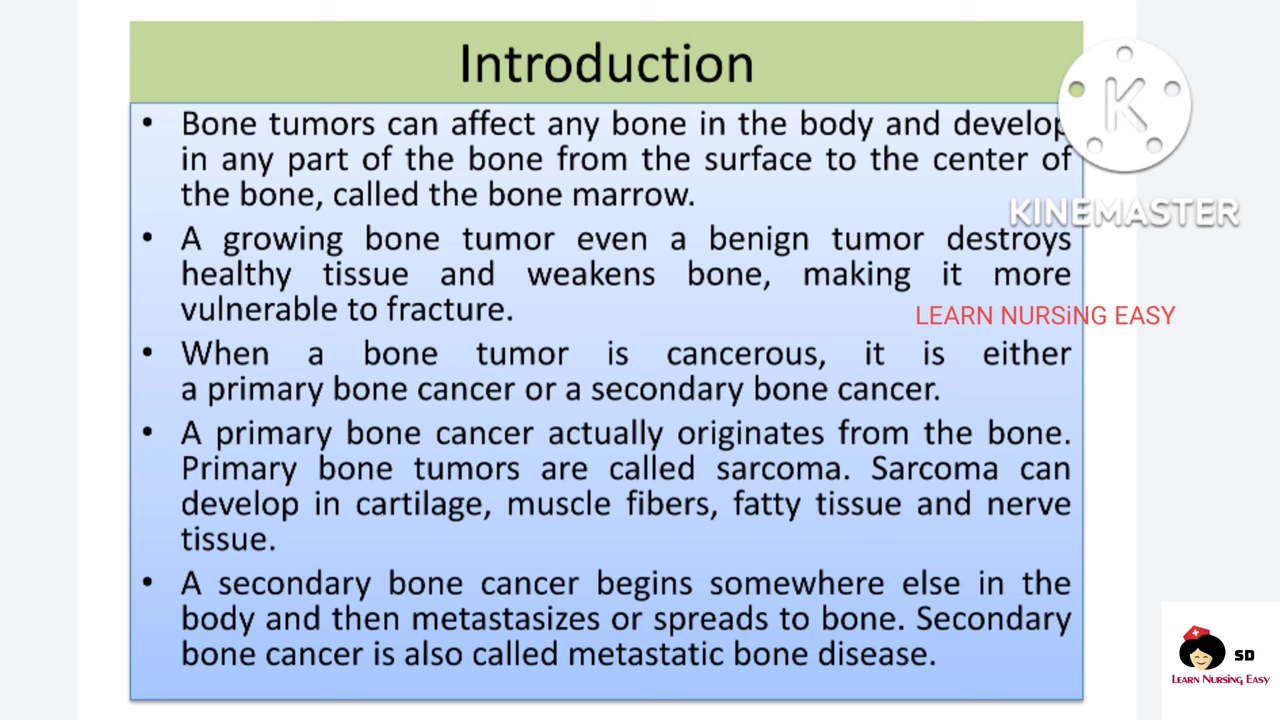 Introduction
• Bone tumors can affect any bone in the body and develop
in any part of the bone from the surface to the center of
the bone, called the bone marrow.
• A growing bone tumor even a benign tumor destroys
healthy tissue and weakens bone, making it more
vulnerable to fracture.
• When a bone tumor is cancerous, it is either
a primary bone cancer or a secondary bone cancer.
• A primary bone cancer actually originates from the bone.
Primary bone tumors are called sarcoma. Sarcoma can
develop in cartilage, muscle fibers, fatty tissue and nerve
tissue.
• A secondary bone cancer begins somewhere else in the
body and then metastasizes or spreads to bone. Secondary
bone cancer is also called metastatic bone disease.
K
KINEMASTER
LEARN NURSiNG EASY
SD
Learn Nursing Easy